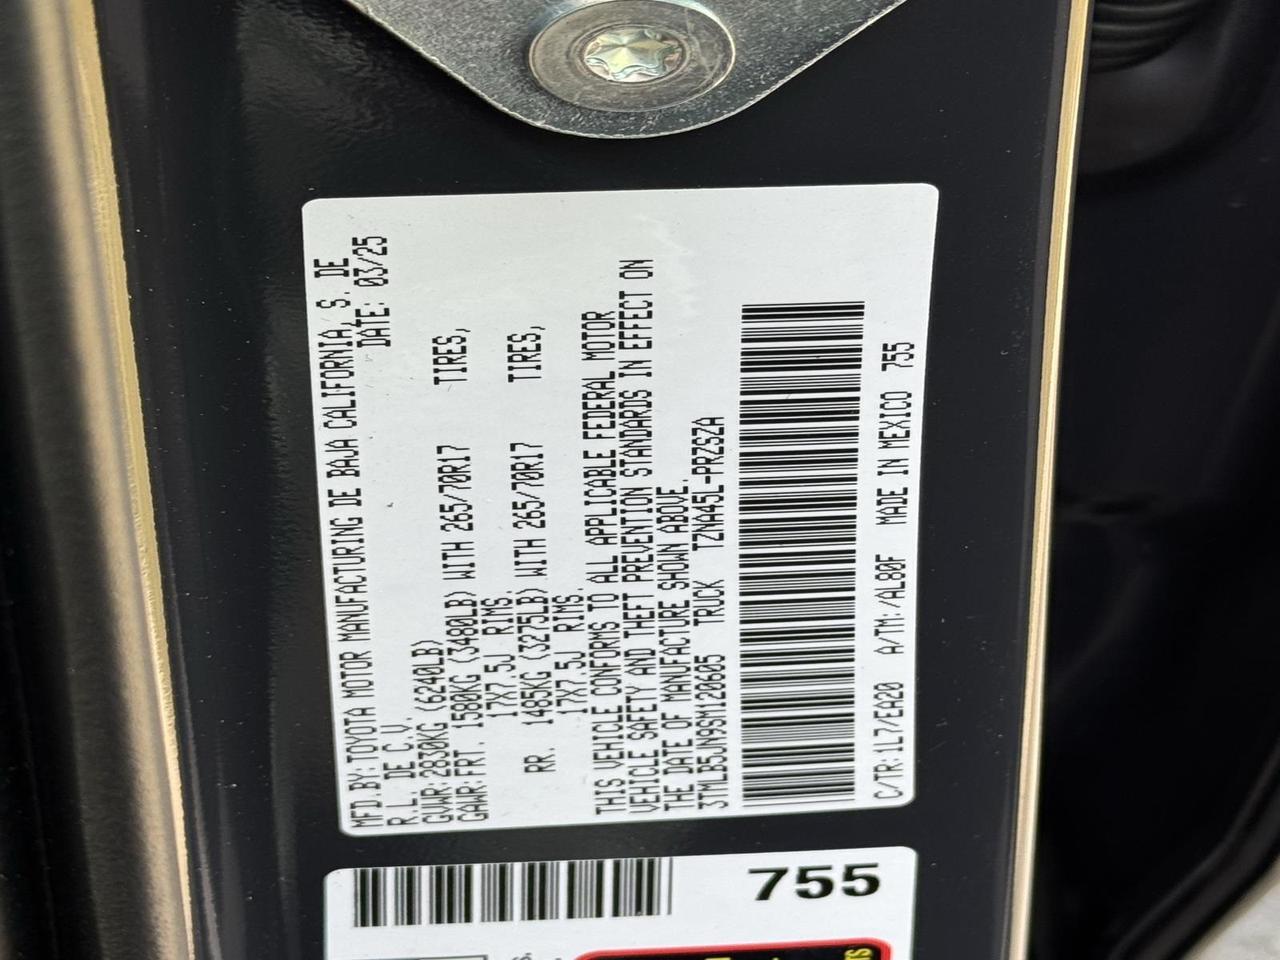 MFD.BY:TOYOTA MOTOR MANUFACTURING DE BAJA CALIFORNIA, S. DE
R.L. DE C.V. DATE: 03/25
GVWR:2830KG (6240LB)
GAWR:FRT. 1580KG (3480LB) WITH 265/70R17 TIRES,
17X7.5J RIMS.
RR. 1485KG (3275LB) WITH 265/70R17 TIRES,
17X7.5J RIMS.
THIS VEHICLE CONFORMS TO ALL APPLICABLE FEDERAL MOTOR
VEHICLE SAFETY AND THEFT PREVENTION STANDARDS IN EFFECT ON
THE DATE OF MANUFACTURE SHOWN ABOVE.
3TMLB5JN9SM120605 TRUCK TZNA45L-PRZSZA
C/TR:1L7/EA20 A/TM:/AL80F MADE IN MEXICO 755
755